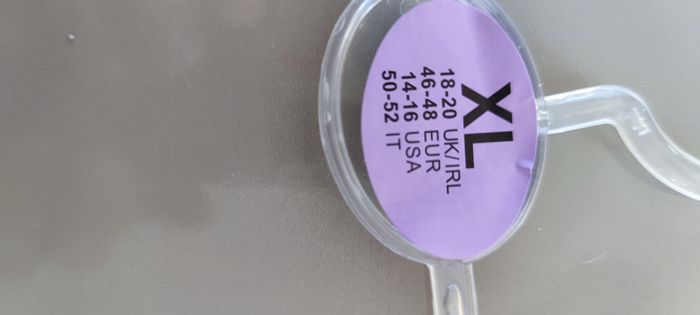 XL
18-20 UK/IRL
46-48 EUR
14-16 USA
50-52 IT